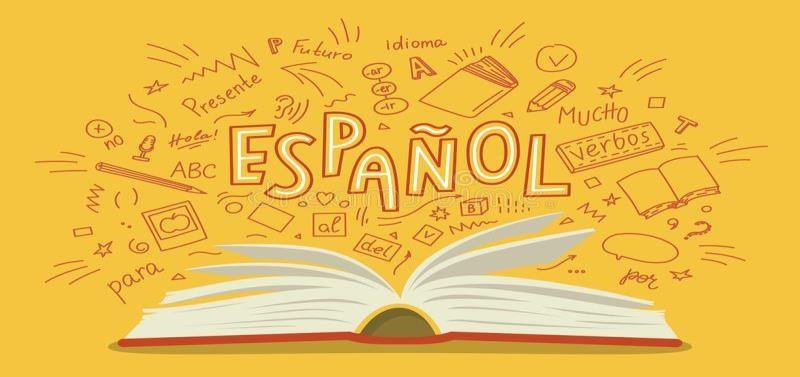 P Futuro
idioma
-ar
-er
-ir
A
Presente
no
Hola!
MUCHO
verbos
T
ABC
ESPAÑOL
al
B
del
para
por
?